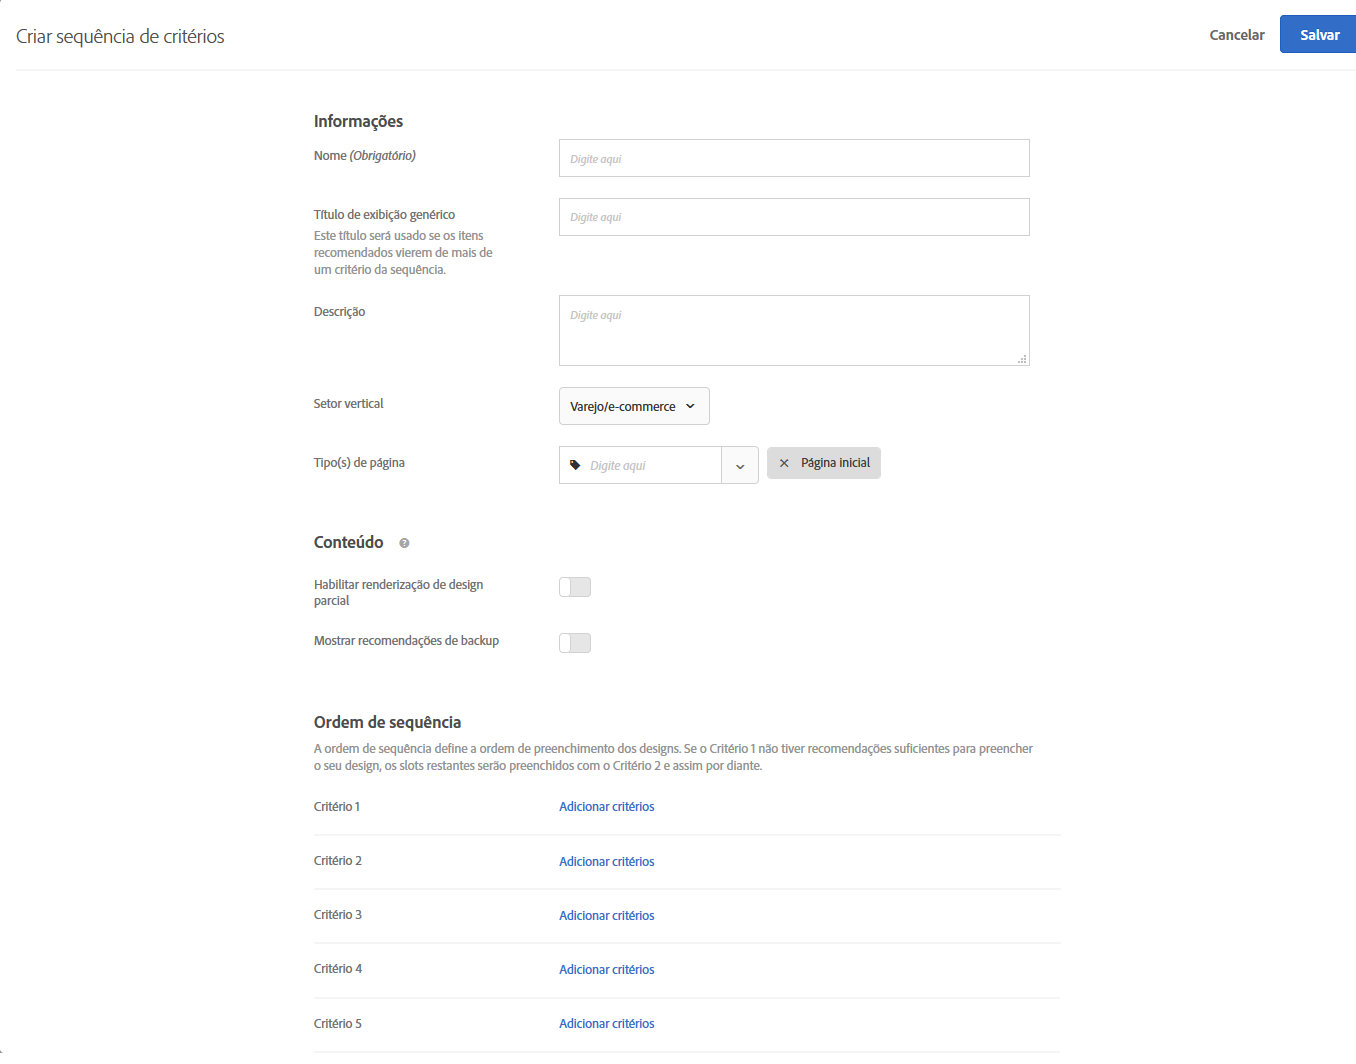 Criar sequência de critérios
Cancelar
Salvar
Informações
Nome (Obrigatório)
Digite aqui
Título de exibição genérico
Digite aqui
Este título será usado se os itens
recomendados vierem de mais de
um critério da sequência.
Descrição
Digite aqui
Setor vertical
Varejo/e-commerce
Tipo(s) de página
Digite aqui
Página inicial
Conteúdo
Habilitar renderização de design
parcial
Mostrar recomendações de backup
Ordem de sequência
A ordem de sequência define a ordem de preenchimento dos designs. Se o Critério 1 não tiver recomendações suficientes para preencher
o seu design, os slots restantes serão preenchidos com o Critério 2 e assim por diante.
Critério 1
Adicionar critérios
Critério 2
Adicionar critérios
Critério 3
Adicionar critérios
Critério 4
Adicionar critérios
Critério 5
Adicionar critérios